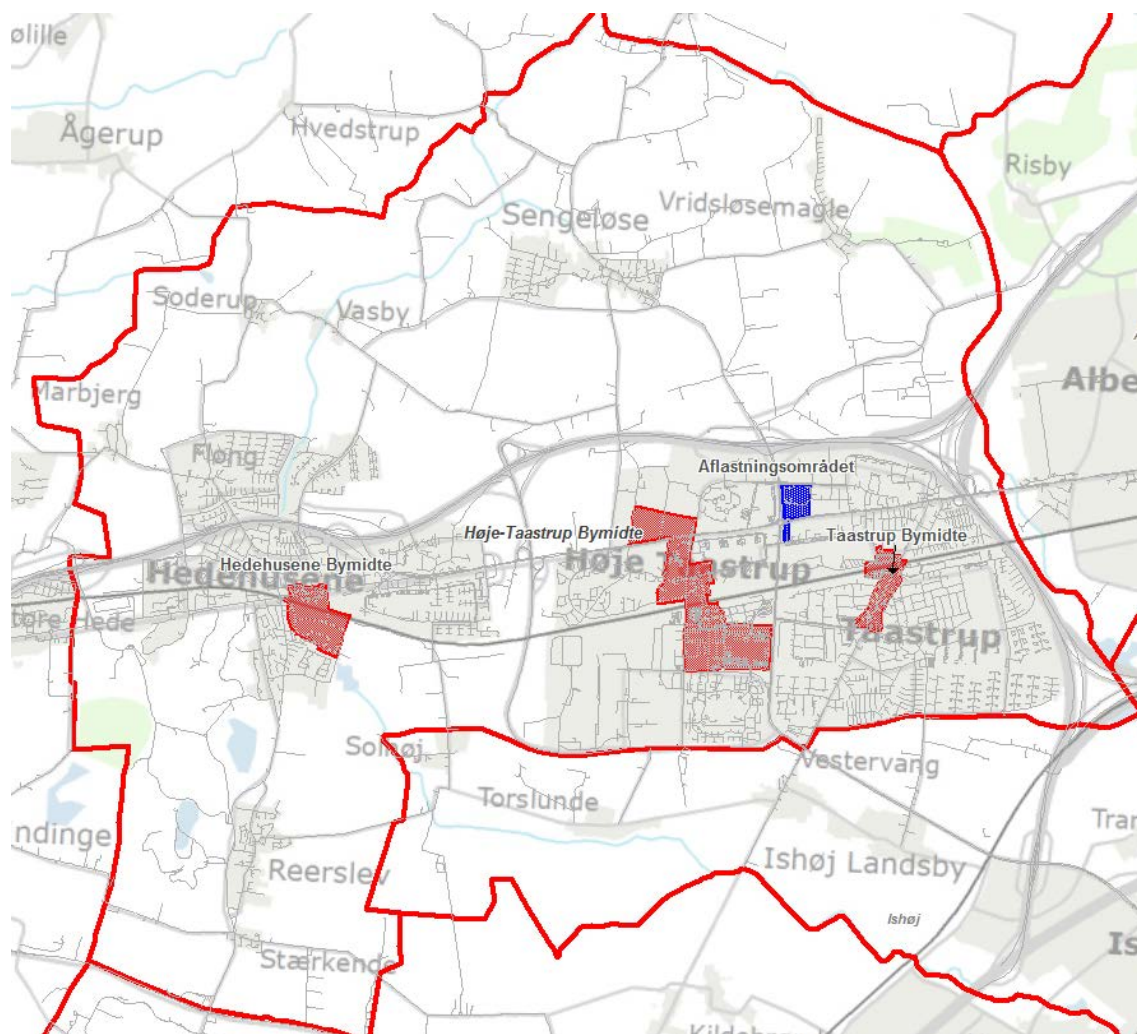 ølille
Ågerup
Hvedstrup
Risby
Vridsløsemagle
Sengeløse
Soderup
Vasby
Albe
Marbjerg
Fløng
Aflastningsområdet
Høje-Taastrup Bymidte
Taastrup Bymidte
Hedehusene Bymidte
Høje Taastrup
Hedehusene
Taastrup
Solhøj
Vestervang
Torslunde
Tran
ndinge
Ishøj Landsby
Reerslev
Ishøj
Is
Stærkende